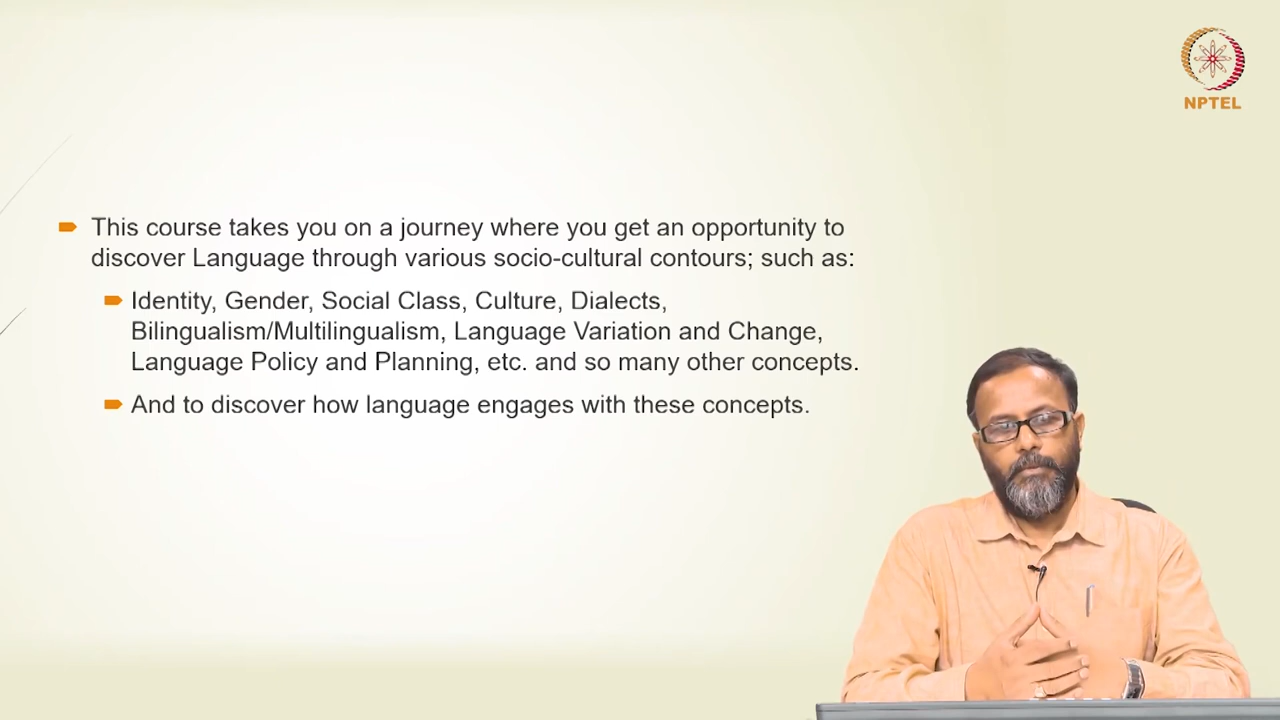 NPTEL
This course takes you on a journey where you get an opportunity to
discover Language through various socio-cultural contours; such as:
Identity, Gender, Social Class, Culture, Dialects,
Bilingualism/Multilingualism, Language Variation and Change,
Language Policy and Planning, etc. and so many other concepts.
And to discover how language engages with these concepts.